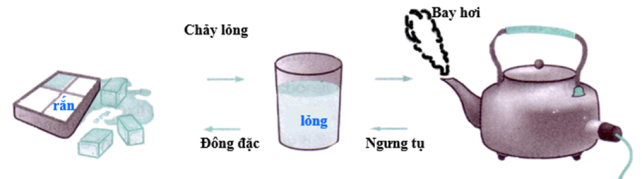 Bay hơi
Chảy lỏng
rắn
lỏng
Đông đặc
Ngưng tụ